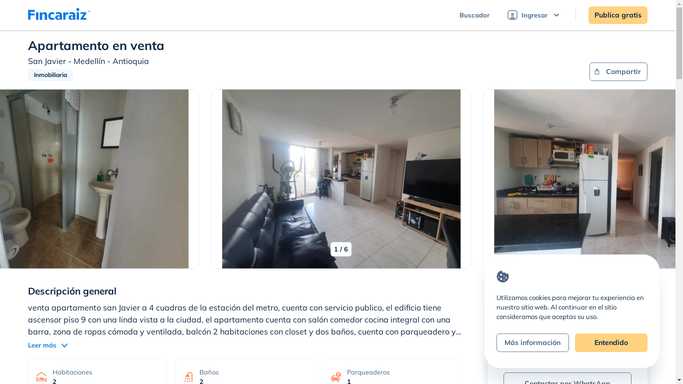 Fincaraiz
Buscador
Ingresar
Publica gratis
Apartamento en venta
San Javier - Medellín - Antioquia
Inmobiliaria
Compartir
1 / 6
Descripción general
venta apartamento san Javier a 4 cuadras de la estación del metro, cuenta con servicio publico, el edificio tiene
ascensar piso 9 con una linda vista a la ciudad, el apartamento cuenta con salón comedor cocina integral con una
barra, zona de ropas cómoda y ventilada, balcón 2 habitaciones con closet y dos baños, cuenta con parqueadero y...
Leer más
Habitaciones
2
Baños
2
Parqueaderos
1
Utilizamos cookies para mejorar tu experiencia en
nuestro sitio web. Al continuar en el sitio
consideramos que aceptas su uso.
Más información
Entendido
Contactar por WhatsApp